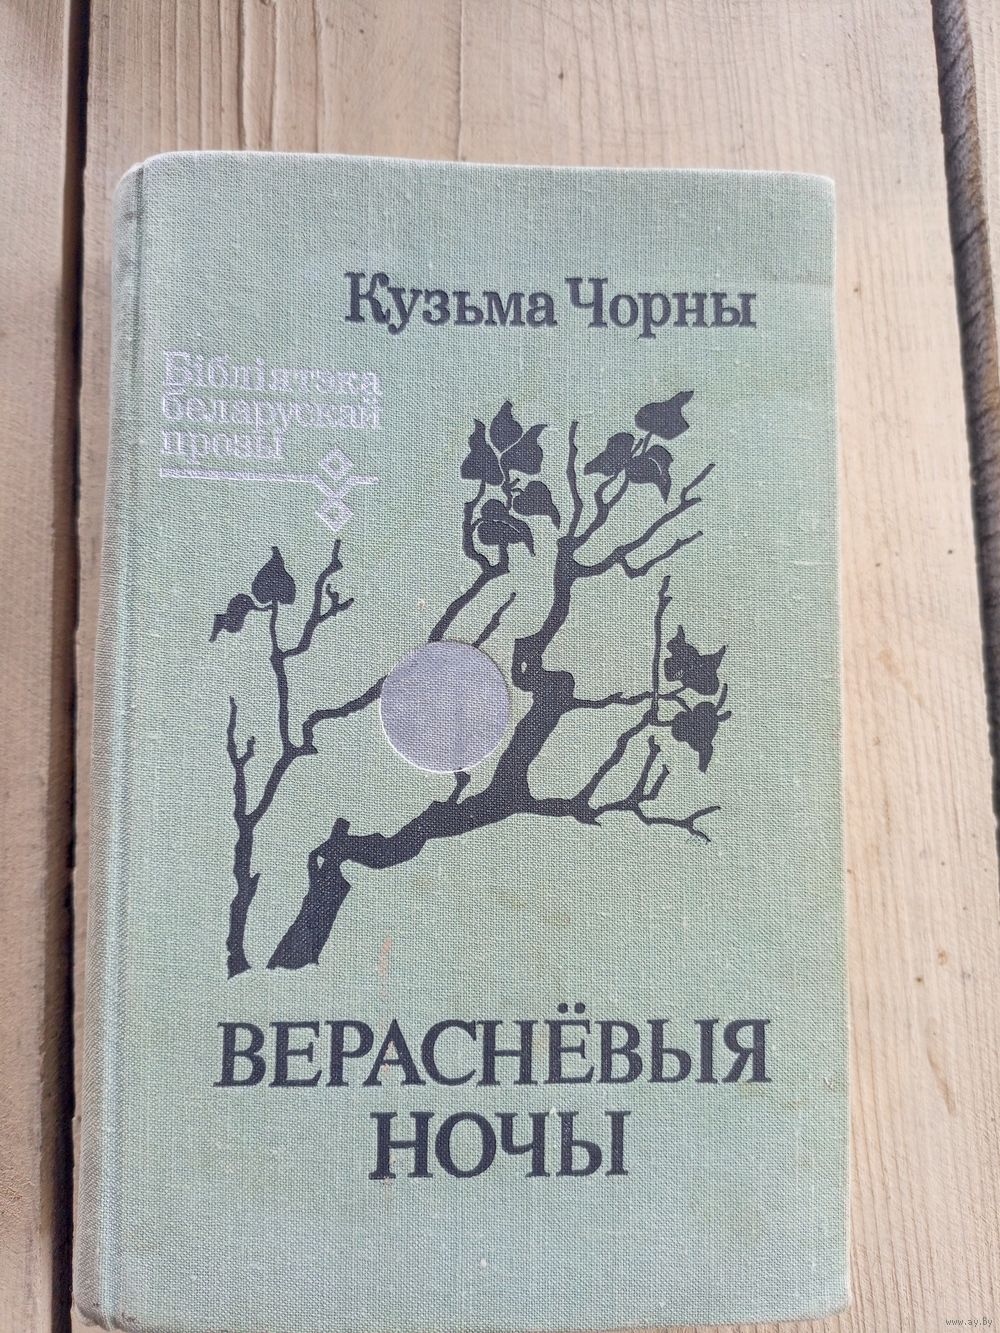 Кузьма Чорны
Бібліятэка
беларускай
прозы
ВЕРАСНЁВЫЯ
НОЧЫ
www.ay.by